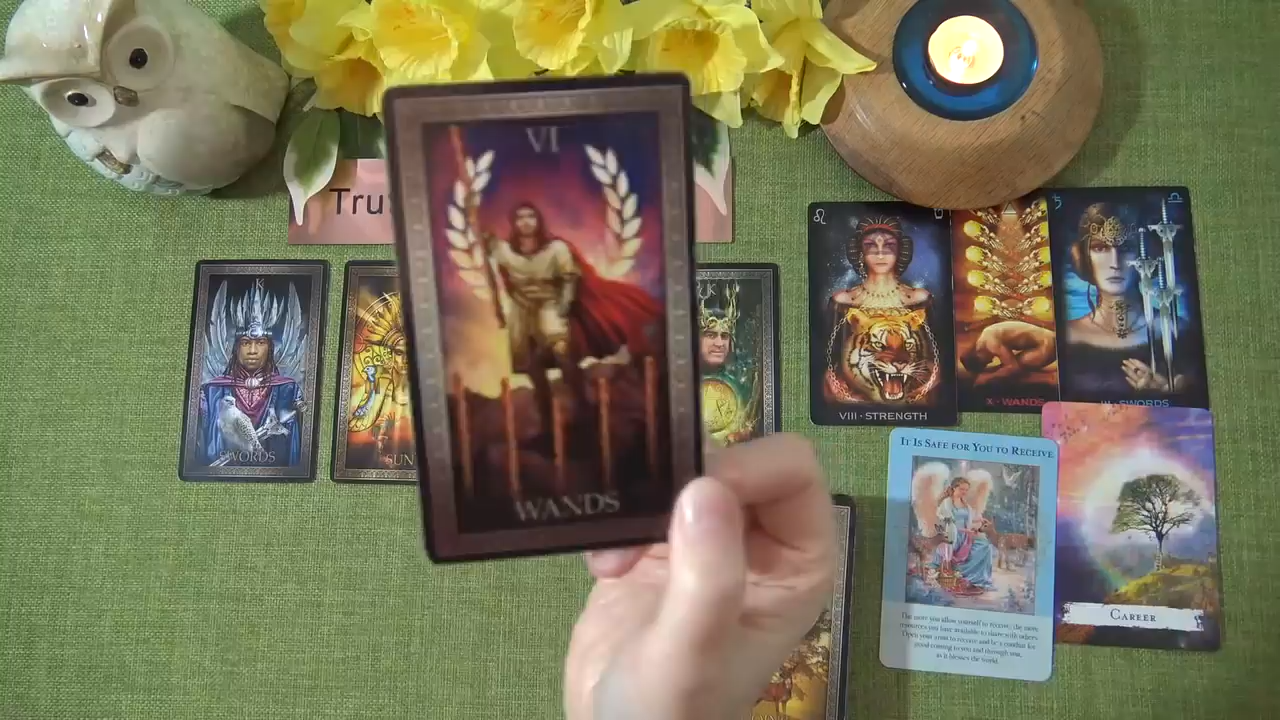 VI
WANDS
Tru
K
SWORDS
SUN
K
VIII · STRENGTH
X · WANDS
III · SWORDS
IT IS SAFE FOR YOU TO RECEIVE
The more you allow yourself to receive, the more
resources you have available to share with others.
Open your arms to receive and be a conduit for
good coming to you and through you,
as it blesses the world.
CAREER